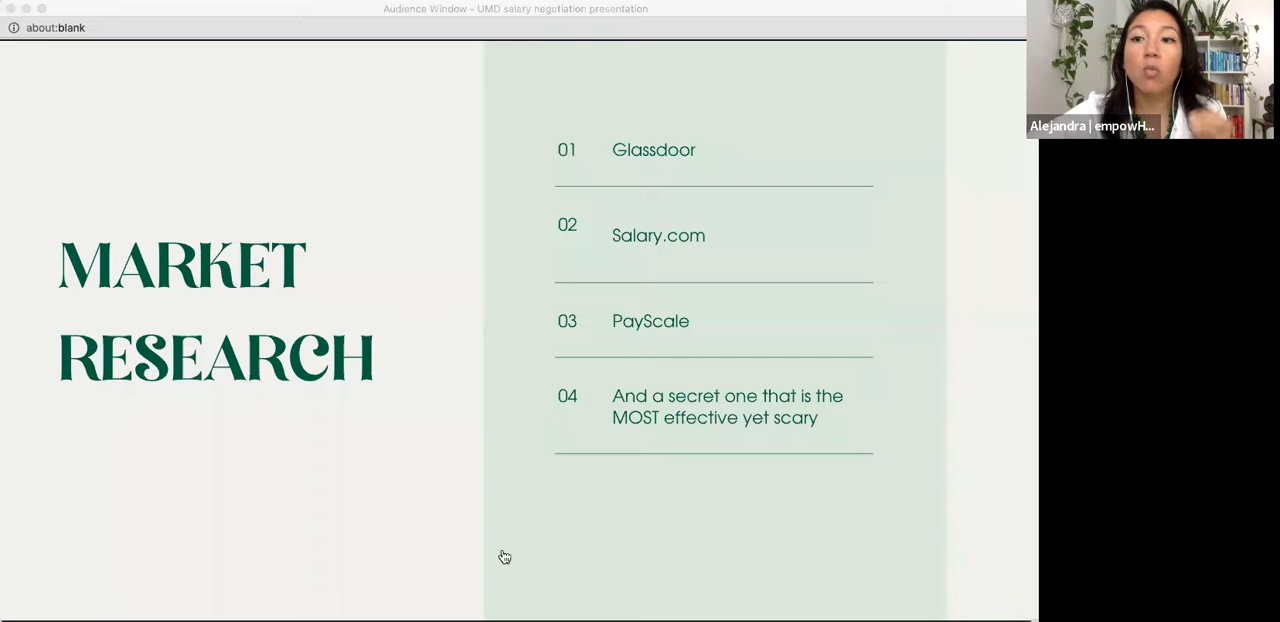 Audience Window - UMD salary negotiation presentation
about:blank
Alejandra | empowH...
MARKET
RESEARCH
01 Glassdoor
02 Salary.com
03 PayScale
04 And a secret one that is the
MOST effective yet scary